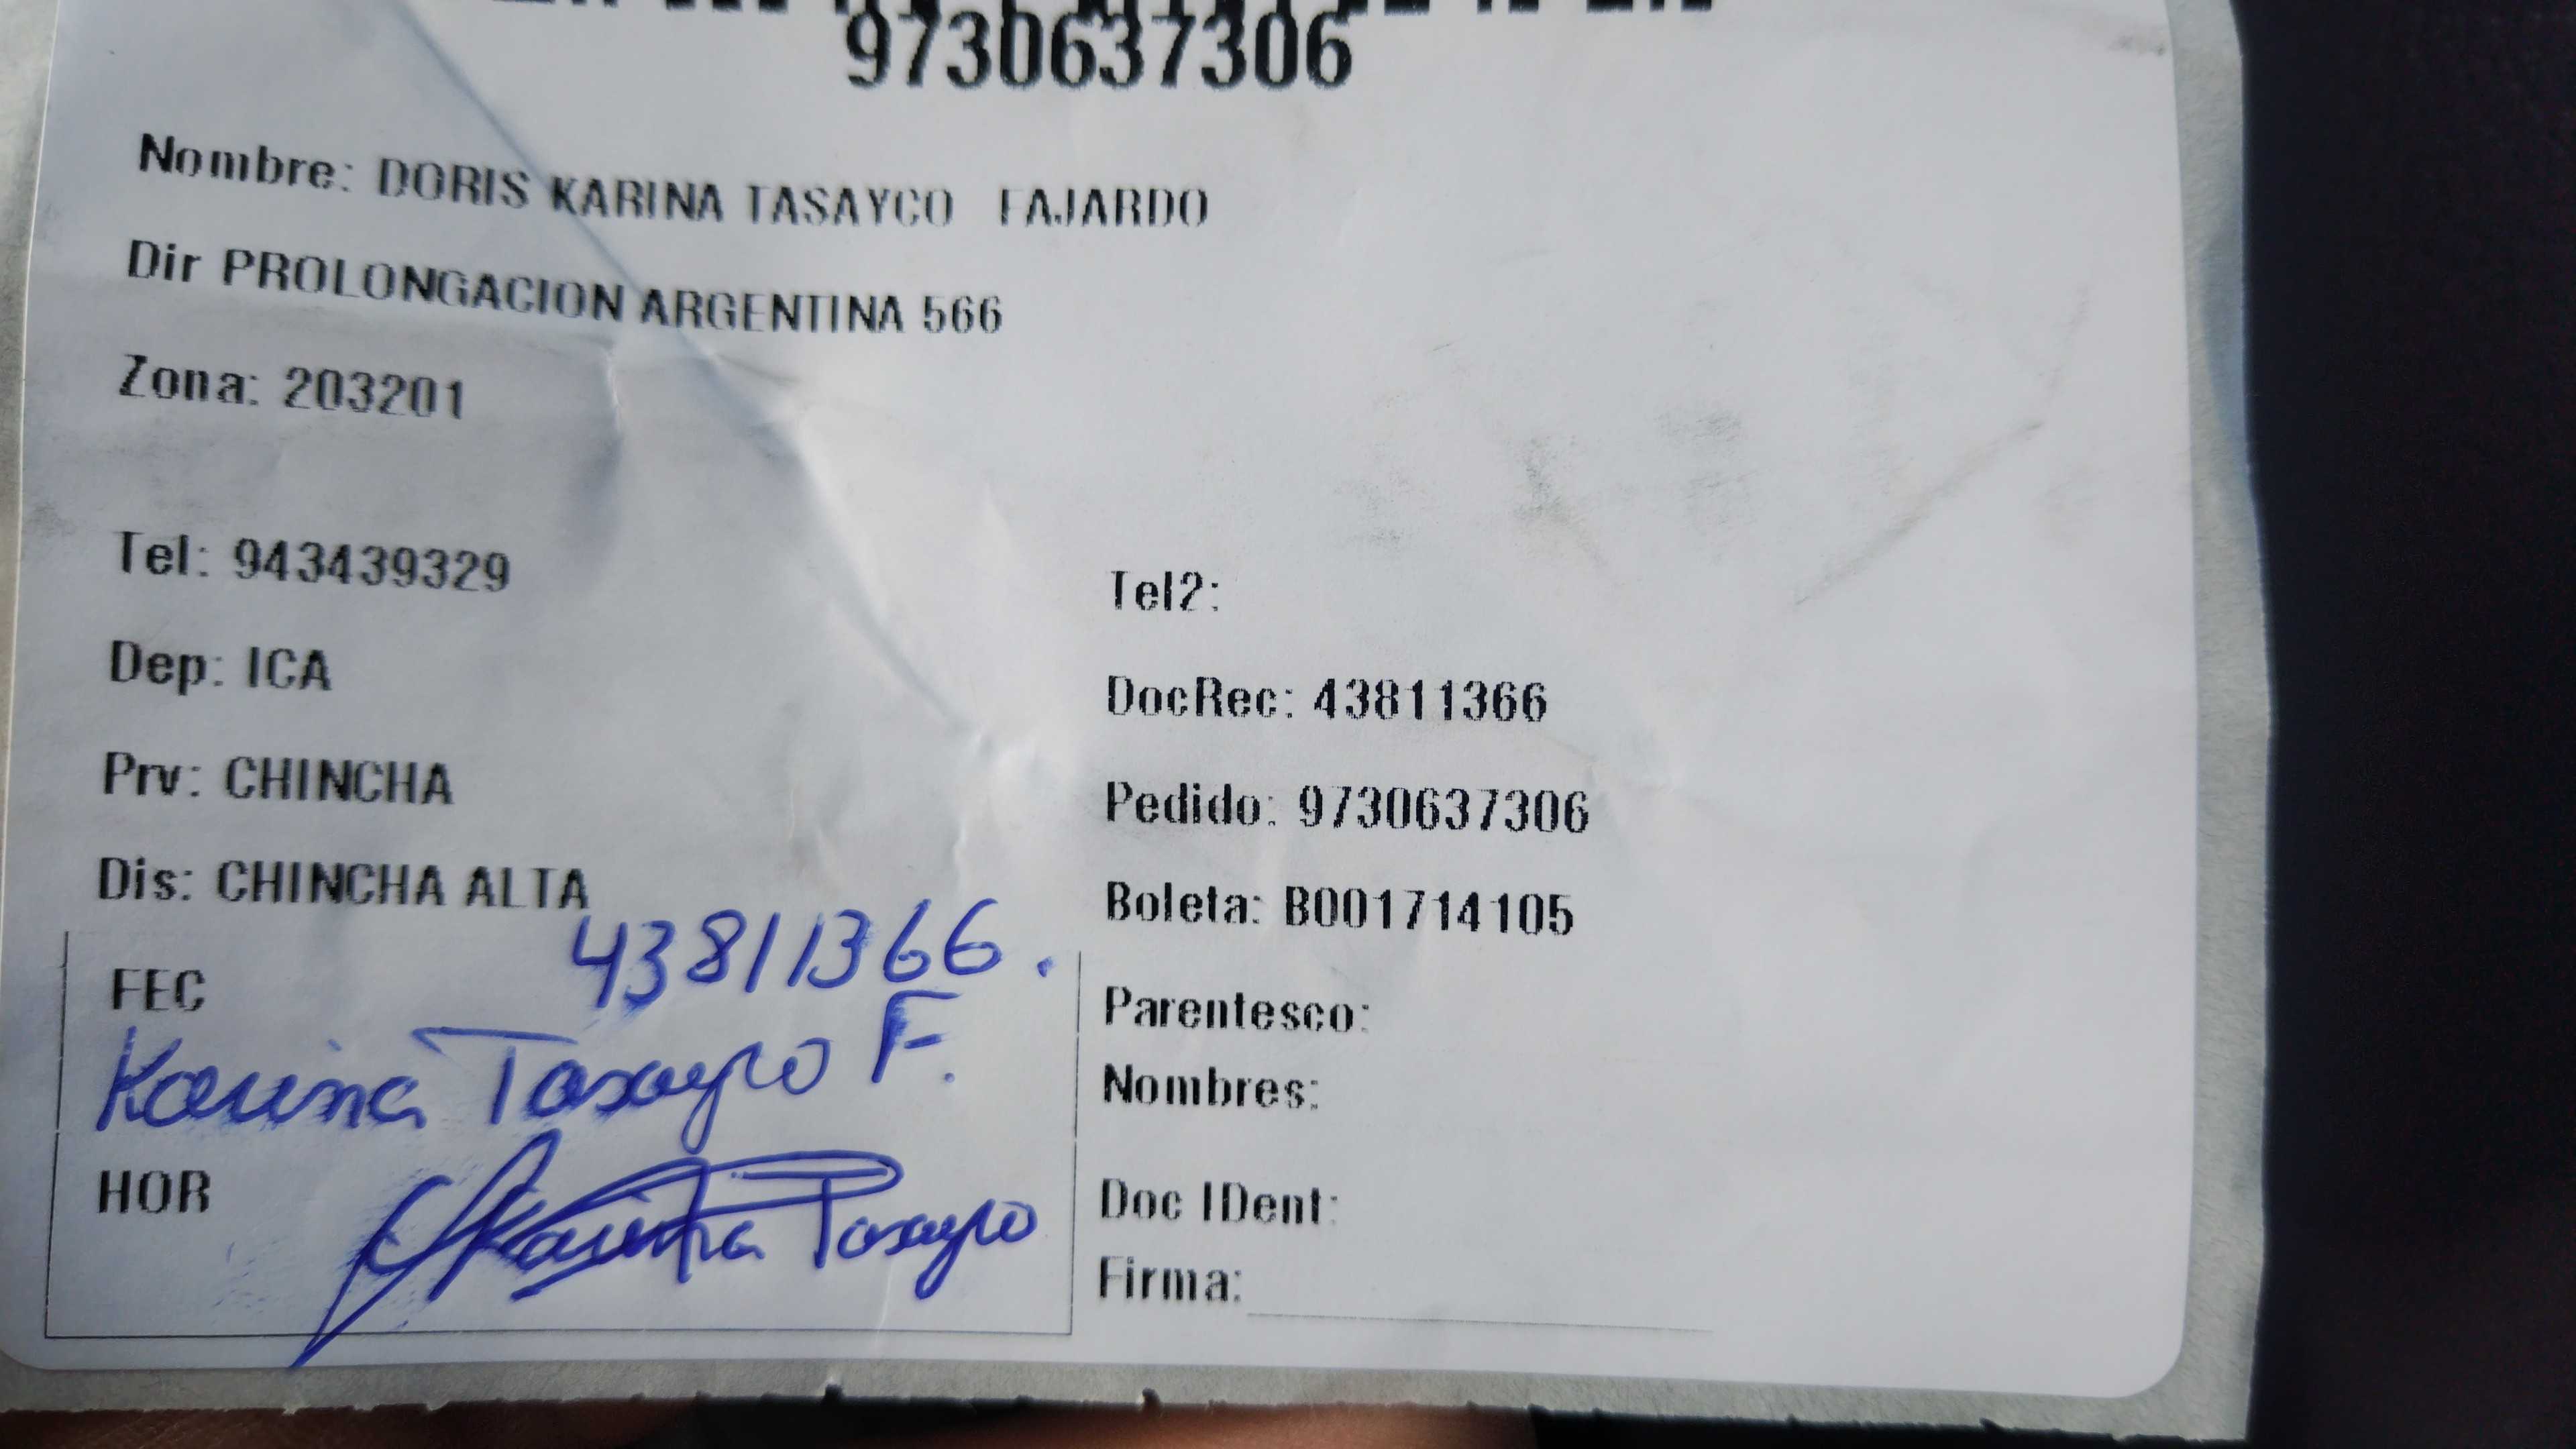 9730637306
Nombre: DORIS KARINA TASAYCO FAJARDO
Dir PROLONGACION ARGENTINA 566
Zona: 203201
Tel: 943439329
Tel2:
Dep: ICA
DocRec: 43811366
Prv: CHINCHA
Pedido: 9730637306
Dis: CHINCHA ALTA
Boleta: B001714105
43811366.
FEC
Parentesco:
Karina Tasayco F.
Nombres:
HOR
Doc IDent:
Karina Tasayco
Firma: